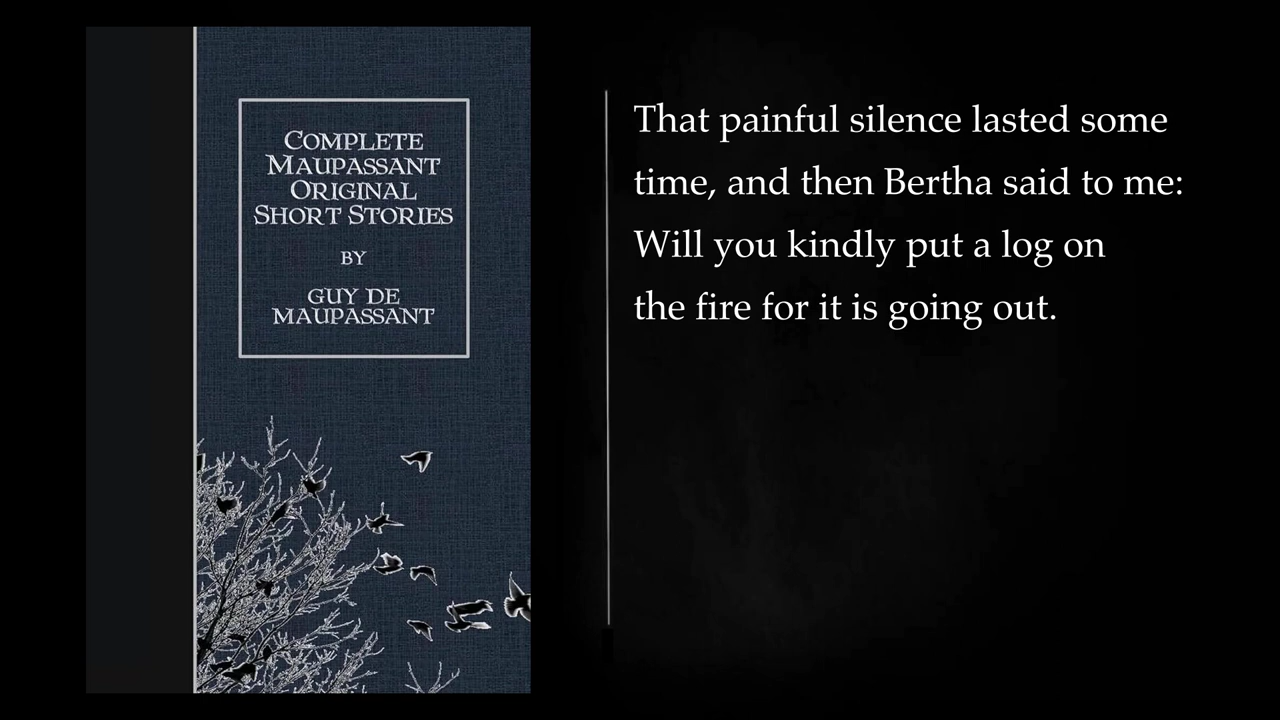 COMPLETE
MAUPASSANT
ORIGINAL
SHORT STORIES
BY
GUY DE
MAUPASSANT
That painful silence lasted some
time, and then Bertha said to me:
Will you kindly put a log on
the fire for it is going out.